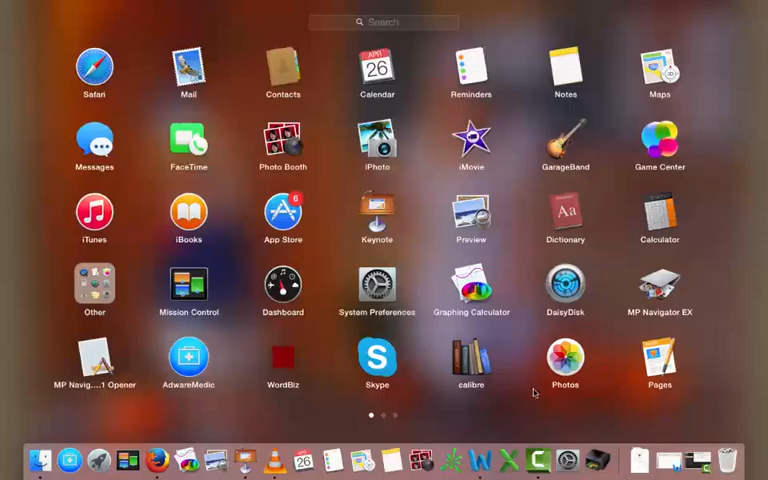 Search
APR
26
Safari
Mail
Contacts
Calendar
Reminders
Notes
Maps
Messages
FaceTime
Photo Booth
iPhoto
iMovie
GarageBand
Game Center
6
Aa
iTunes
iBooks
App Store
Keynote
Preview
Dictionary
Calculator
Other
Mission Control
Dashboard
System Preferences
Graphing Calculator
DaisyDisk
MP Navigator EX
S
MP Navig....1 Opener
AdwareMedic
WordBiz
Skype
calibre
Photos
Pages
26
W
X
C